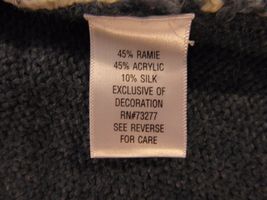 45% RAMIE
45% ACRYLIC
10% SILK
EXCLUSIVE OF
DECORATION
RN#73277
SEE REVERSE
FOR CARE